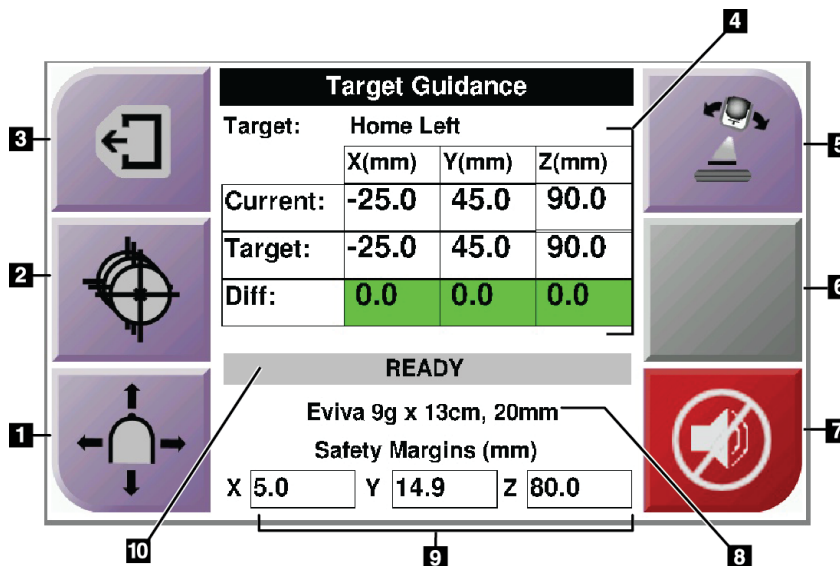 4
Target Guidance
3
Target: Home Left
5
X(mm) Y(mm) Z(mm)
Current: -25.0 45.0 90.0
2
Target: -25.0 45.0 90.0
6
Diff: 0.0 0.0 0.0
READY
Eviva 9g x 13cm, 20mm
1
7
Safety Margins (mm)
X 5.0 Y 14.9 Z 80.0
10
9
8